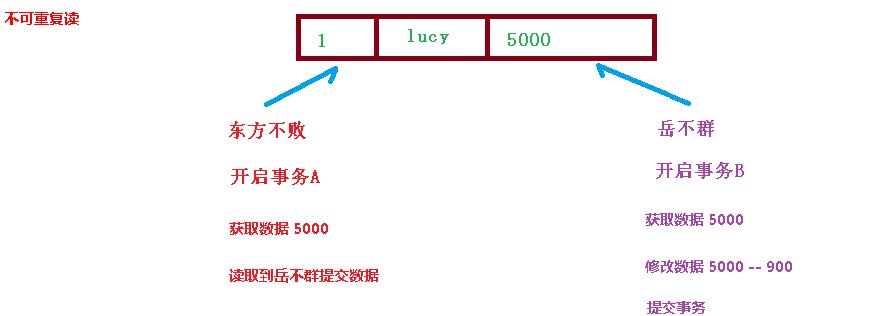 不可重复读
1 lucy 5000
东方不败
开启事务A
获取数据 5000
读取到岳不群提交数据
岳不群
开启事务B
获取数据 5000
修改数据 5000 -- 900
提交事务